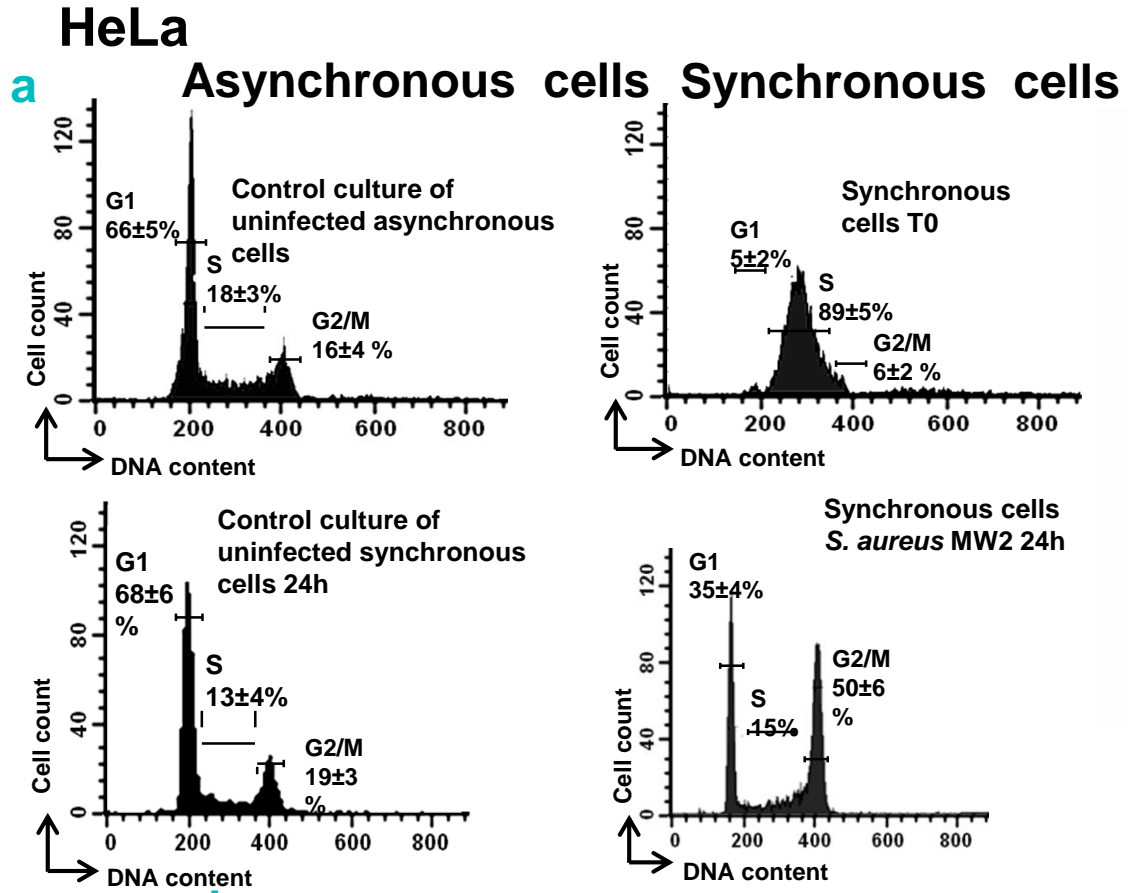 HeLa
a
Asynchronous cells
Synchronous cells
120
80
40
0
Cell count
G1
66±5%
Control culture of
uninfected asynchronous
cells
S
18±3%
G2/M
16±4 %
0 200 400 600 800
DNA content
120
80
40
0
Cell count
Synchronous
cells T0
G1
5±2%
S
89±5%
G2/M
6±2 %
0 200 400 600 800
DNA content
120
80
40
0
Cell count
Control culture of
uninfected synchronous
cells 24h
G1
68±6
%
S
13±4%
G2/M
19±3
%
0 200 400 600 800
DNA content
Synchronous cells
S. aureus MW2 24h
120
80
40
0
Cell count
G1
35±4%
S
15%
G2/M
50±6
%
0 200 400 600 800
DNA content